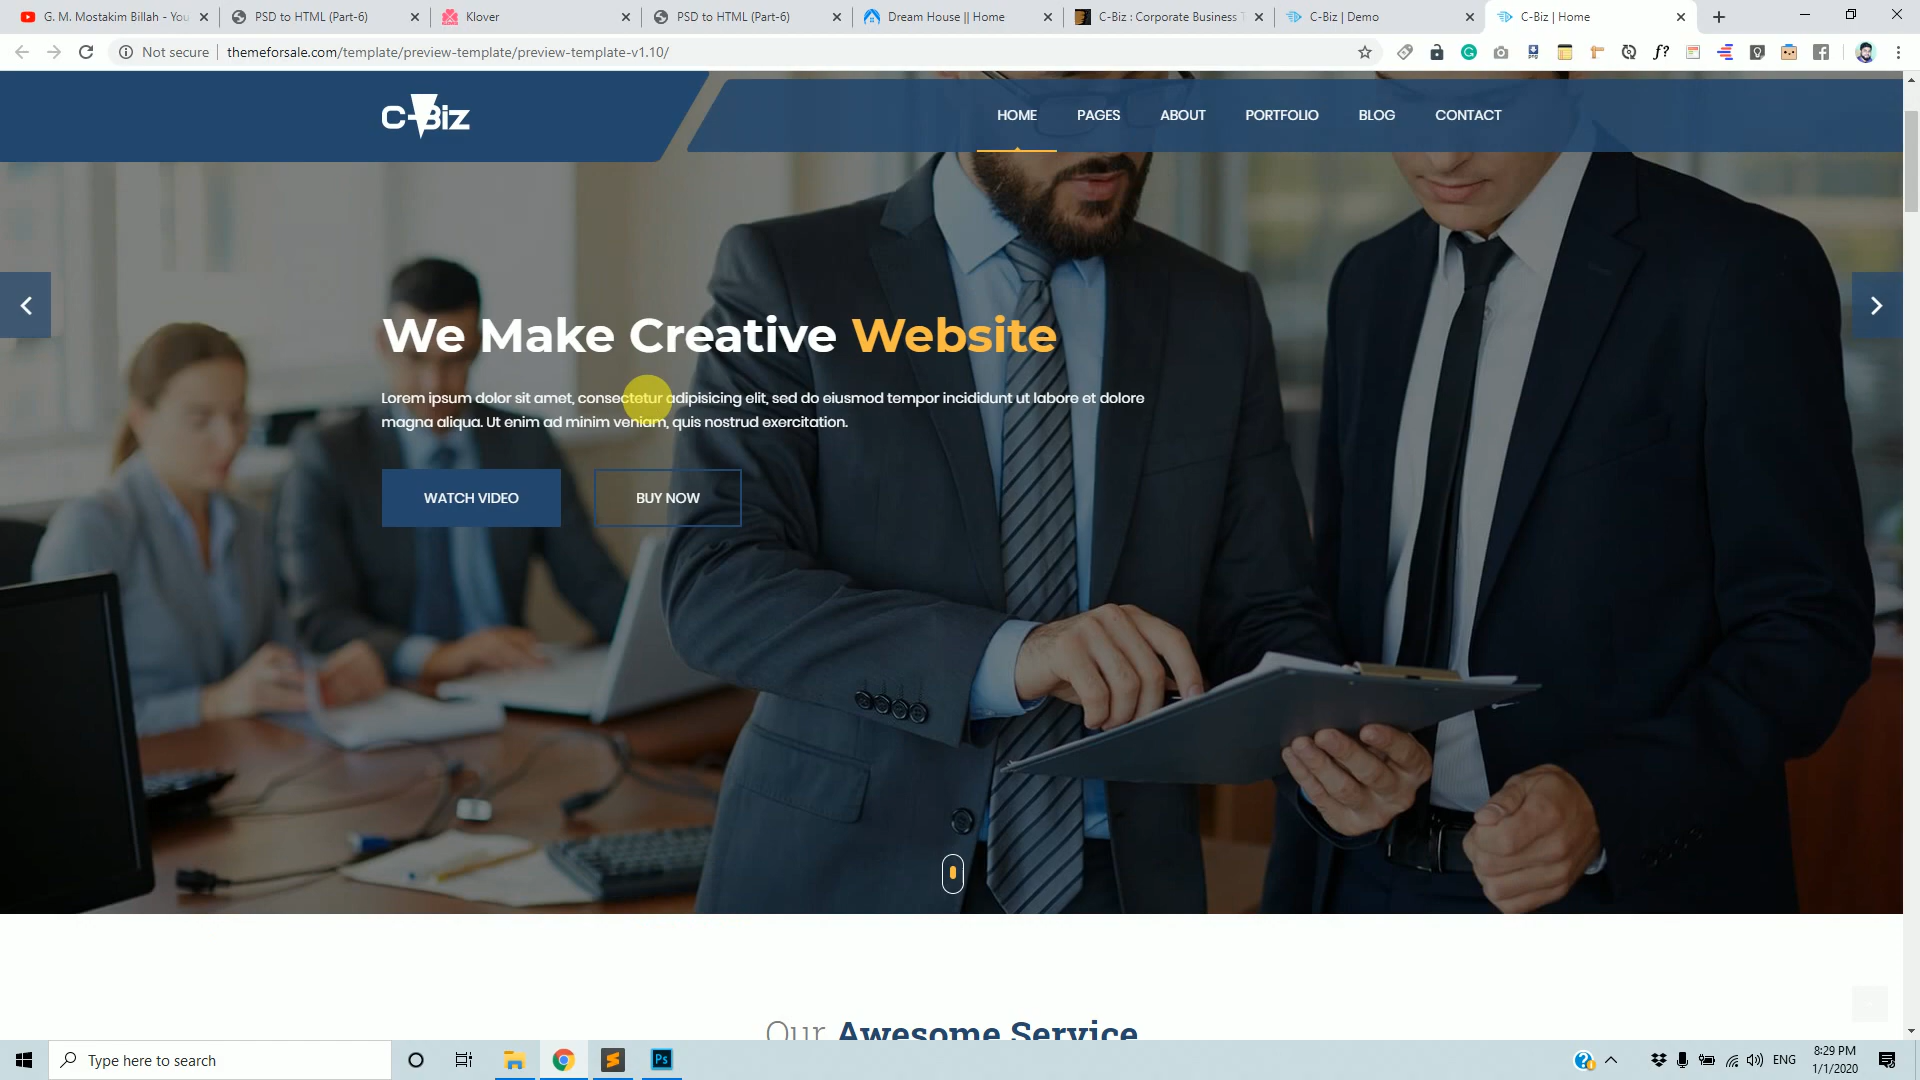 G. M. Mostakim Billah - You
PSD to HTML (Part-6)
Klover
PSD to HTML (Part-6)
Dream House || Home
C-Biz : Corporate Business T
C-Biz | Demo
C-Biz | Home
Not secure
themeforsale.com/template/preview-template/preview-template-v1.10/
C-Biz
HOME
PAGES
ABOUT
PORTFOLIO
BLOG
CONTACT
We Make Creative Website
Lorem ipsum dolor sit amet, consectetur adipisicing elit, sed do eiusmod tempor incididunt ut labore et dolore
magna aliqua. Ut enim ad minim veniam, quis nostrud exercitation.
WATCH VIDEO
BUY NOW
Our Awesome Service
Type here to search
Ps
ENG
8:29 PM
1/1/2020